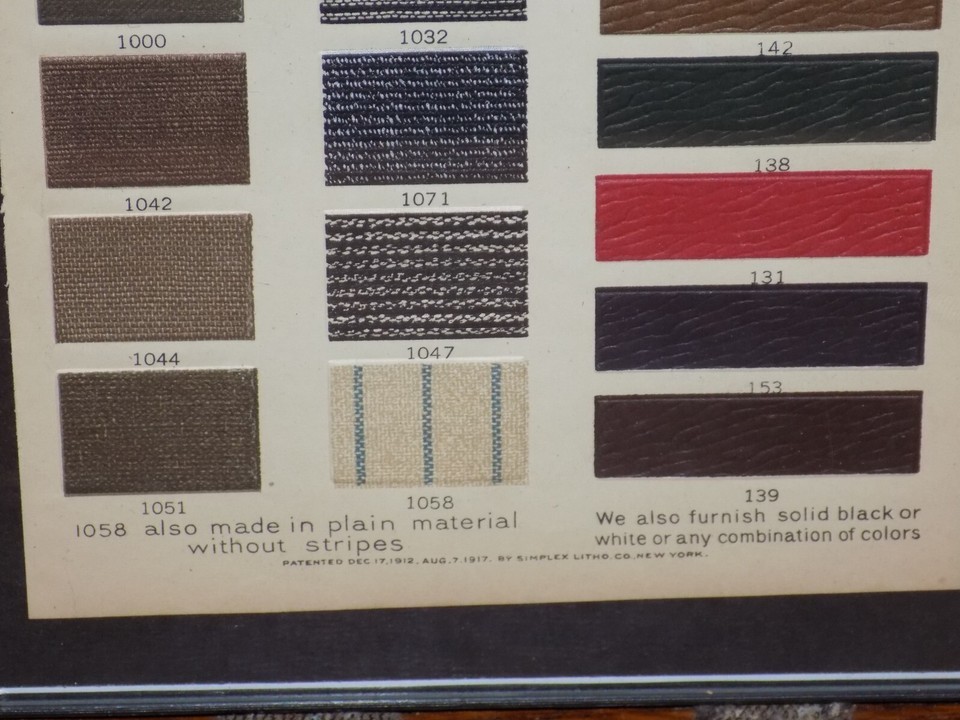 1000
1032
142
1042
1071
138
1044
1047
131
1051
1058
153
139
1058 also made in plain material
without stripes
We also furnish solid black or
white or any combination of colors
PATENTED DEC 17, 1912, AUG. 7. 1917. BY SIMPLEX LITHO. CO. NEW YORK.